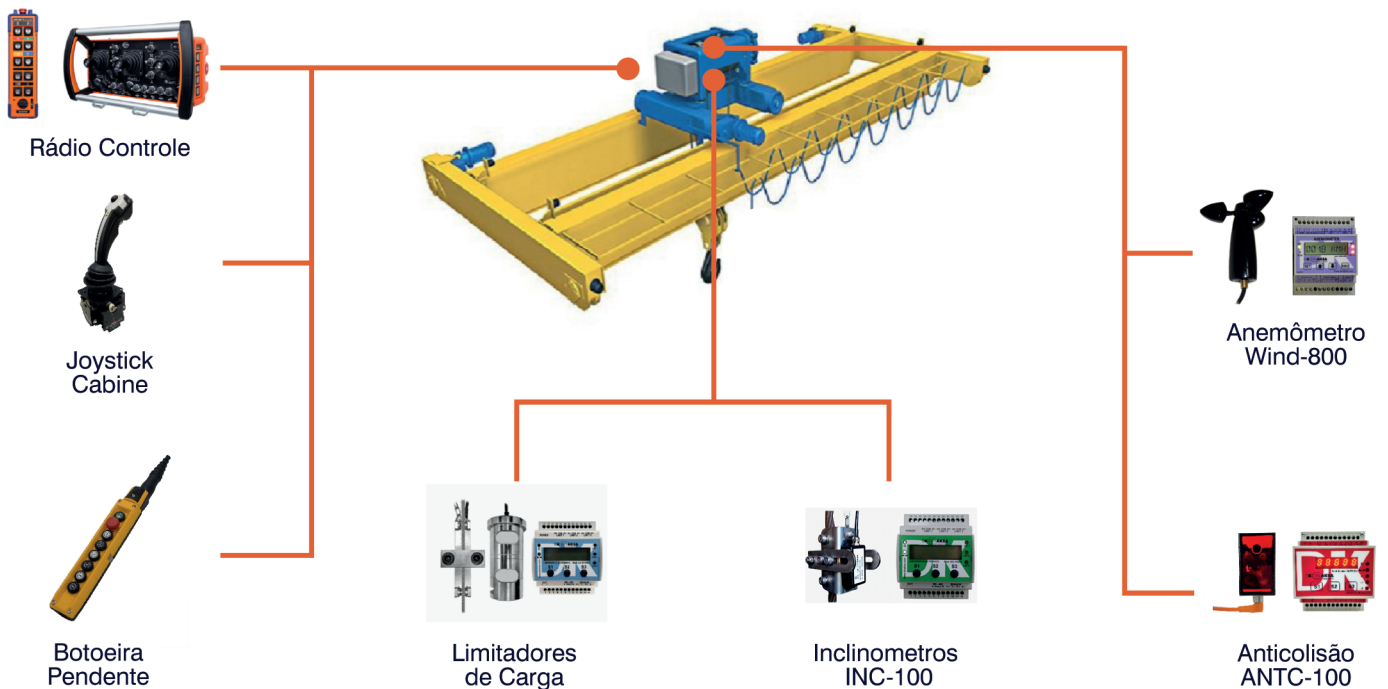 Rádio Controle
Joystick
Cabine
Botoeira
Pendente
Limitadores
de Carga
Inclinometros
INC-100
Anemômetro
Wind-800
Anticolisão
ANTC-100